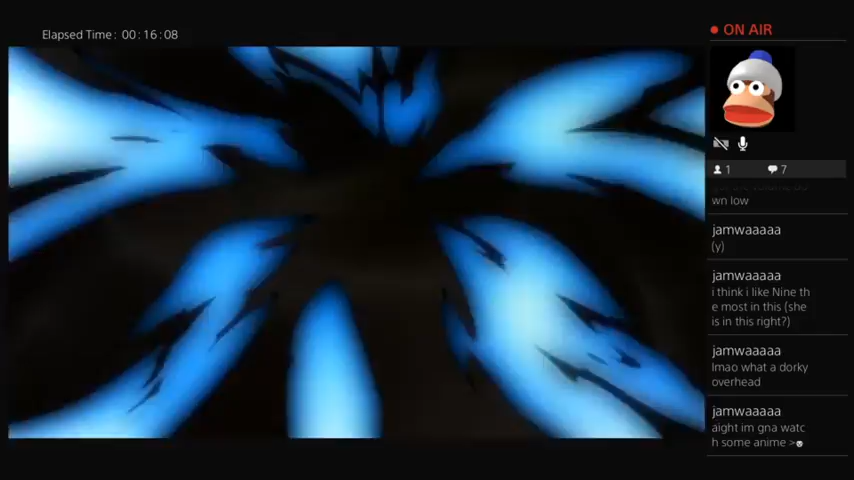 Elapsed Time: 00:16:08
ON AIR
1
7
wn low
jamwaaaaa
(y)
jamwaaaaa
i think i like Nine th
e most in this (she
is in this right?)
jamwaaaaa
lmao what a dorky
overhead
jamwaaaaa
aight im gna watc
h some anime >